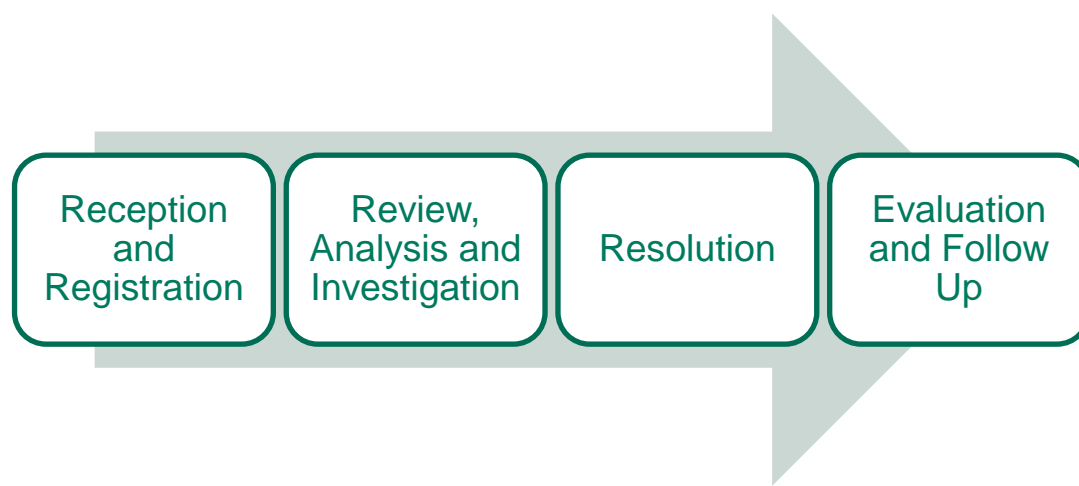 Reception
and
Registration
Review,
Analysis and
Investigation
Resolution
Evaluation
and Follow
Up